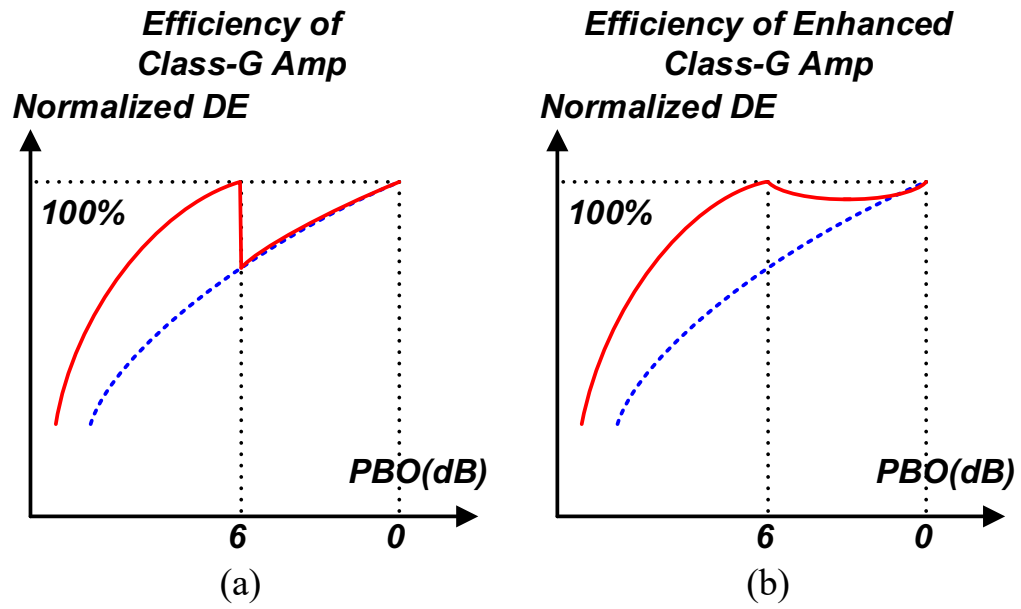 Efficiency of
Class-G Amp
Normalized DE
100%
PBO(dB)
6
0
(a)
Efficiency of Enhanced
Class-G Amp
Normalized DE
100%
PBO(dB)
6
0
(b)